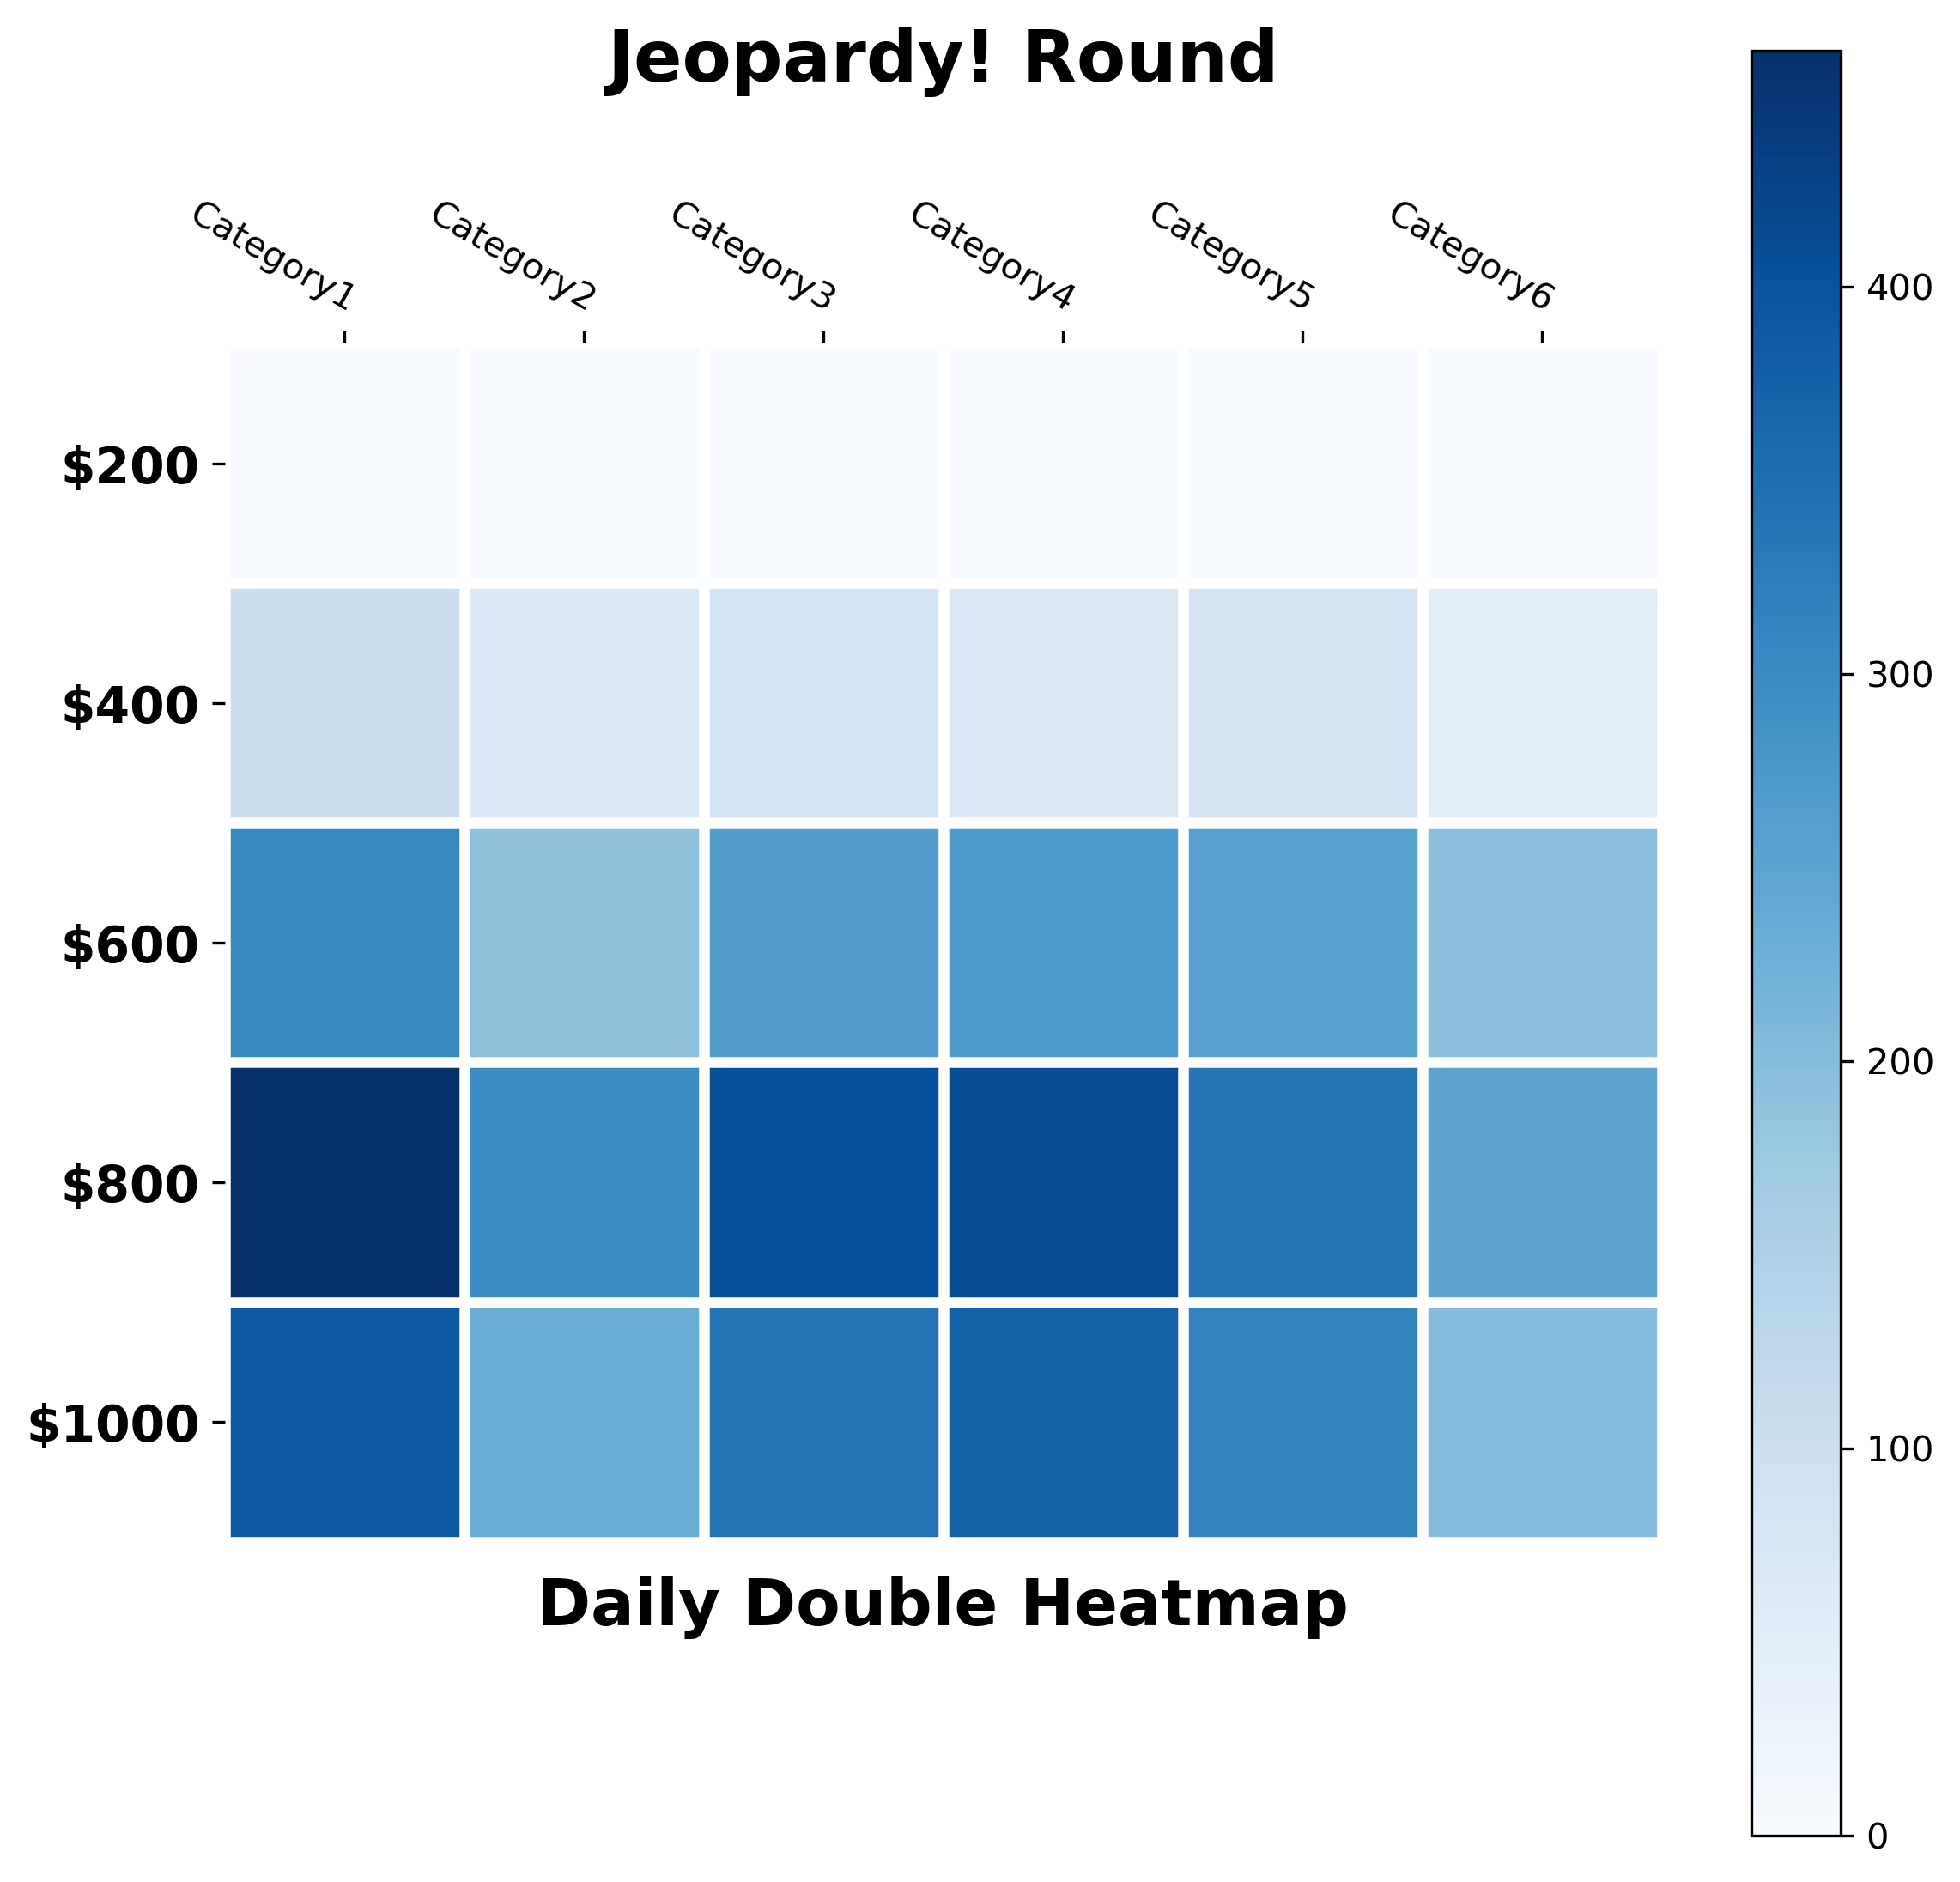 Jeopardy! Round
Category1
Category2
Category3
Category4
Category5
Category6
$200
$400
$600
$800
$1000
Daily Double Heatmap
400
300
200
100
0